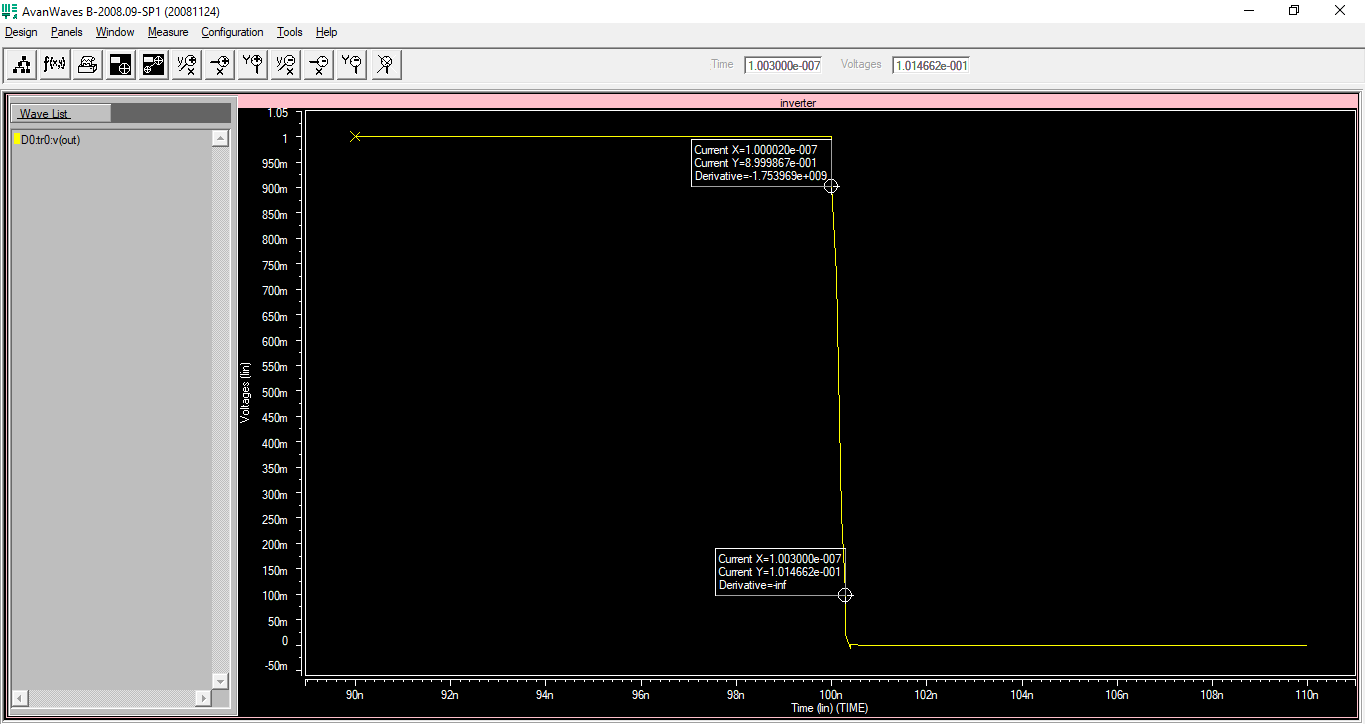 AvanWaves B-2008.09-SP1 (20081124)
Design Panels Window Measure Configuration Tools Help
f(x) Y/X X Y Y/X X Y
Time 1.003000e-007 Voltages 1.014662e-001
Wave List
D0:tr0:v(out)
inverter
1.05
1
950m
900m
850m
800m
750m
700m
650m
600m
550m
500m
450m
400m
350m
300m
250m
200m
150m
100m
50m
0
-50m
Voltages (lin)
Current X=1.000020e-007
Current Y=8.999867e-001
Derivative=-1.753969e+009
Current X=1.003000e-007
Current Y=1.014662e-001
Derivative=-inf
90n 92n 94n 96n 98n 100n 102n 104n 106n 108n 110n
Time (lin) (TIME)